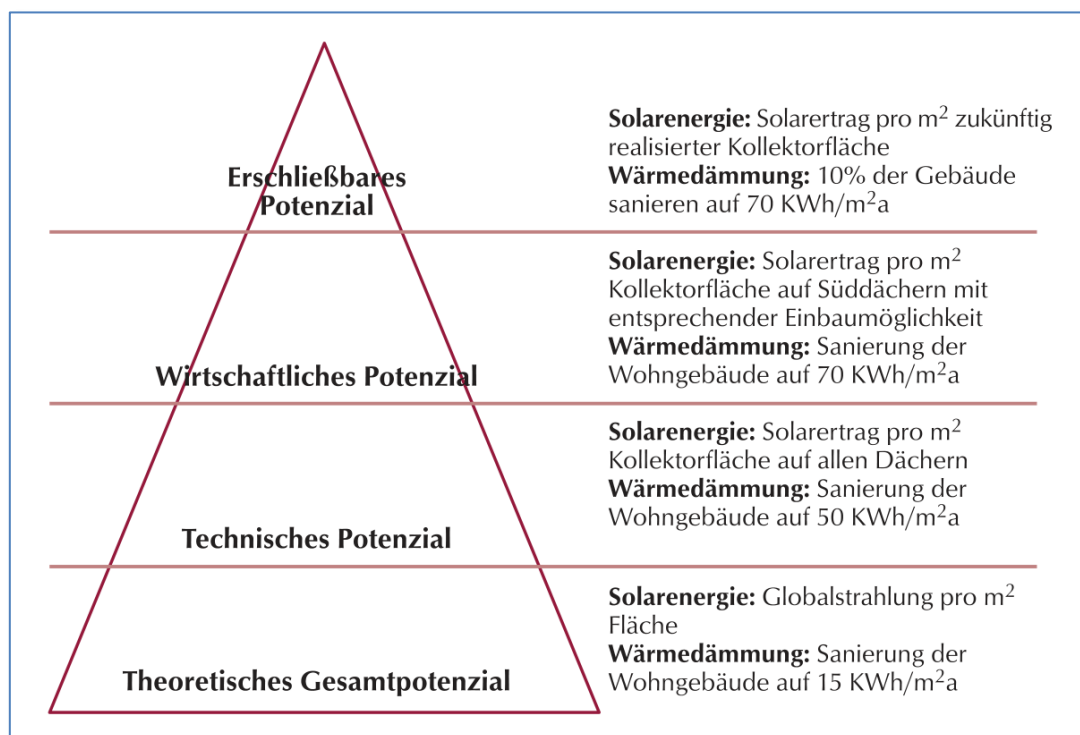 Erschließbares
Potenzial
Solarenergie: Solarertrag pro m² zukünftig
realisierter Kollektorfläche
Wärmedämmung: 10% der Gebäude
sanieren auf 70 KWh/m²a
Wirtschaftliches Potenzial
Solarenergie: Solarertrag pro m²
Kollektorfläche auf Süddächern mit
entsprechender Einbaumöglichkeit
Wärmedämmung: Sanierung der
Wohngebäude auf 70 KWh/m²a
Technisches Potenzial
Solarenergie: Solarertrag pro m²
Kollektorfläche auf allen Dächern
Wärmedämmung: Sanierung der
Wohngebäude auf 50 KWh/m²a
Theoretisches Gesamtpotenzial
Solarenergie: Globalstrahlung pro m²
Fläche
Wärmedämmung: Sanierung der
Wohngebäude auf 15 KWh/m²a